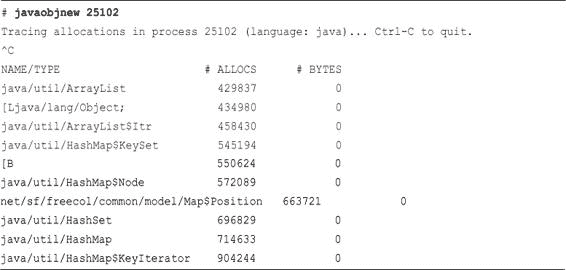 # javaobjnew 25102
Tracing allocations in process 25102 (language: java)... Ctrl-C to quit.
^C
NAME/TYPE # ALLOCS # BYTES
java/util/ArrayList 429837 0
[Ljava/lang/Object; 434980 0
java/util/ArrayList$Itr 458430 0
java/util/HashMap$KeySet 545194 0
[B 550624 0
java/util/HashMap$Node 572089 0
net/sf/freecol/common/model/Map$Position 663721 0
java/util/HashSet 696829 0
java/util/HashMap 714633 0
java/util/HashMap$KeyIterator 904244 0